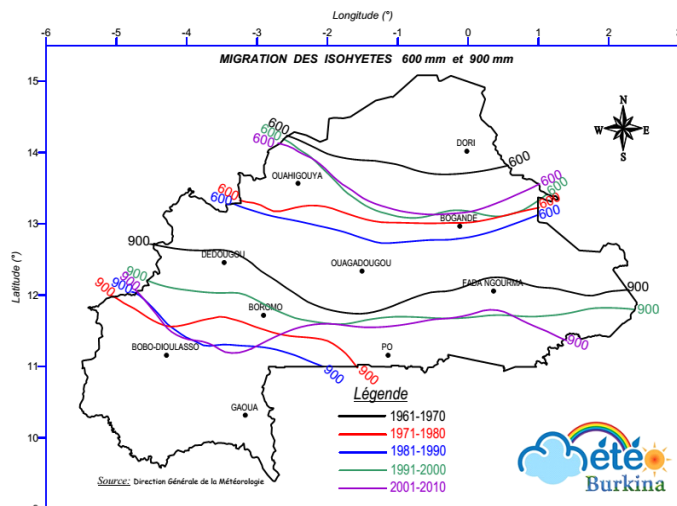 Longitude (°)
-6 -5 -4 -3 -2 -1 0 1 2 3
MIGRATION DES ISOHYETES 600 mm et 900 mm
15
14
13
12
11
10
Latitude (°)
N
W E
S
600
600
600
DORI
600
OUAHIGOUYA
600
600
600
600
600
600
BOGANDE
900
DEDOUGOU
OUAGADOUGOU
900
900
900
900
FADA NGOURMA
900
900
BOROMO
BOBO-DIOULASSO
PO
900
900
900
GAOUA
Légende
1961-1970
1971-1980
1981-1990
1991-2000
2001-2010
Source: Direction Générale de la Météorologie
été
Burkina